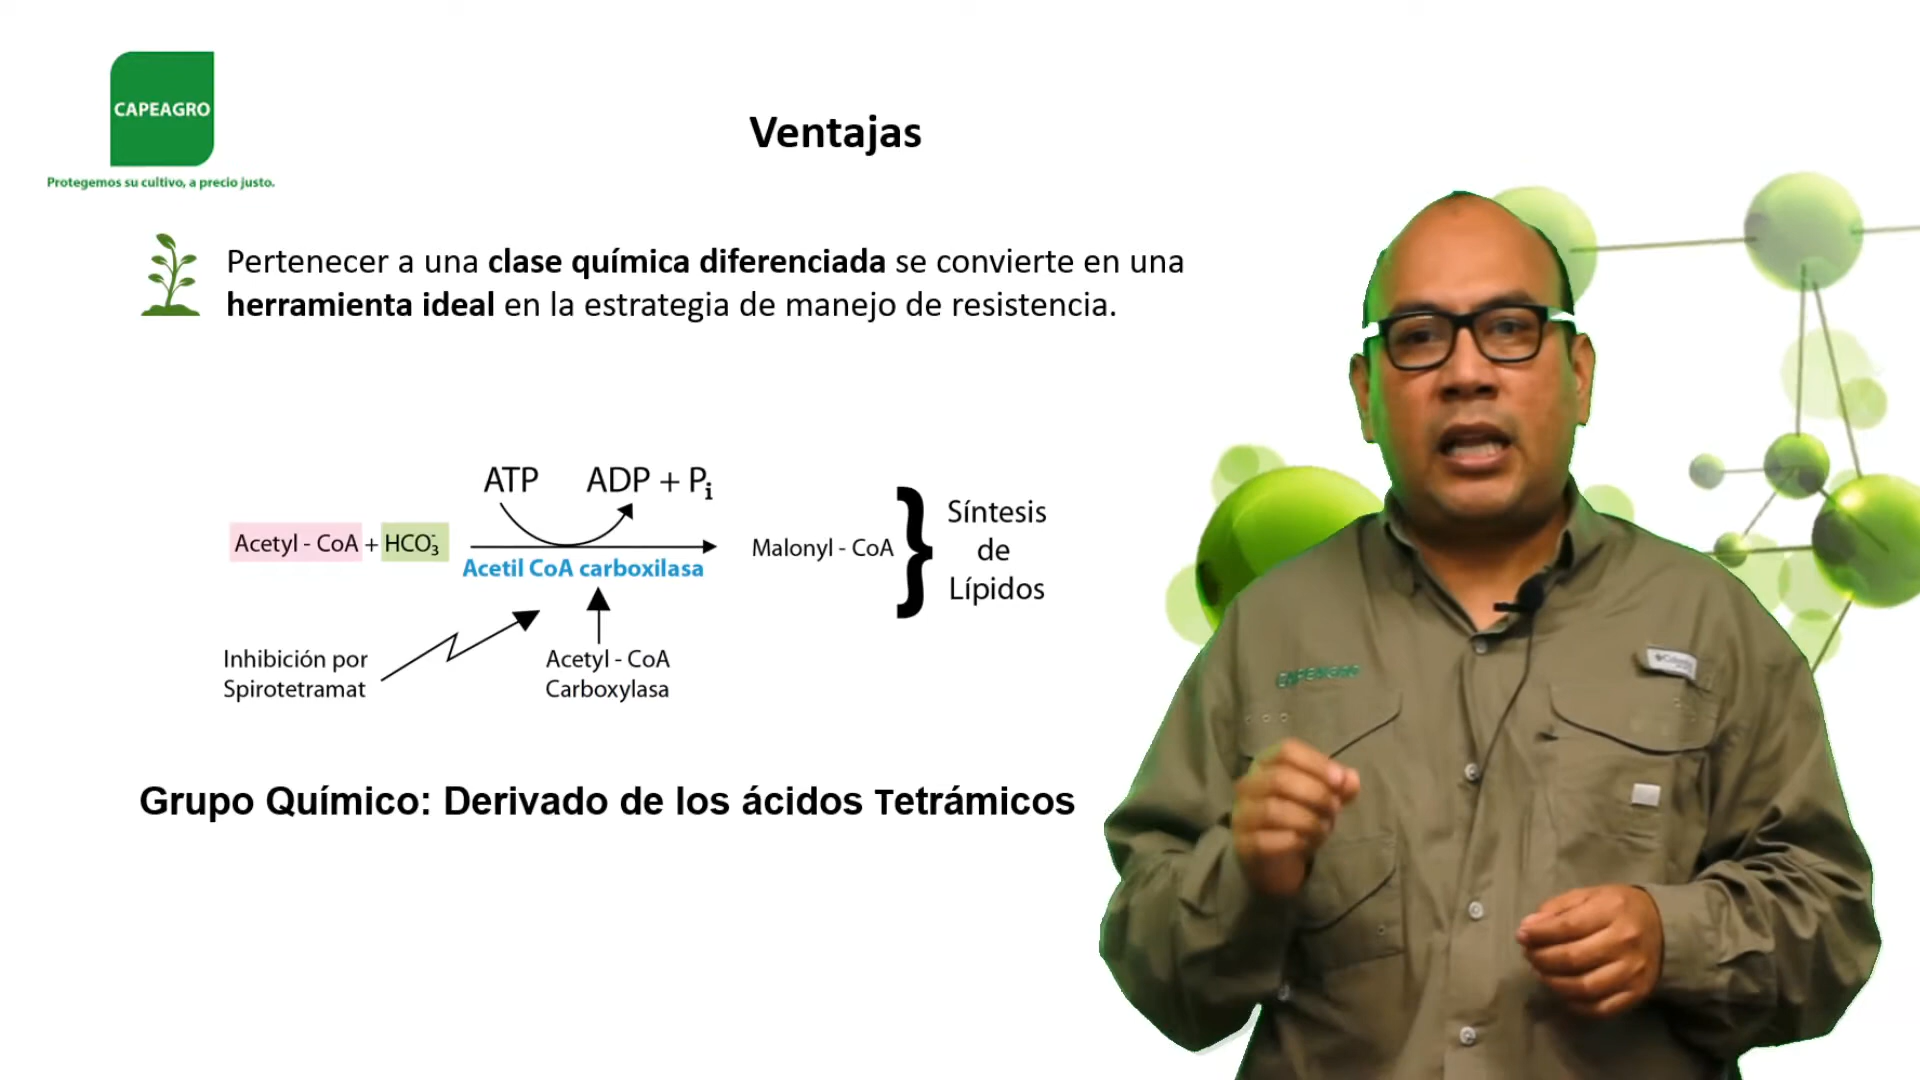 CAPEAGRO
Protegemos su cultivo, a precio justo.
Ventajas
Pertenecer a una clase química diferenciada se convierte en una
herramienta ideal en la estrategia de manejo de resistencia.
ATP ADP + Pi
Acetyl - CoA + HCO3-
Acetil CoA carboxilasa
Malonyl - CoA
Síntesis
de
Lípidos
Inhibición por
Spirotetramat
Acetyl - CoA
Carboxylasa
Grupo Químico: Derivado de los ácidos Tetrámicos
CAPEAGRO
Columbia